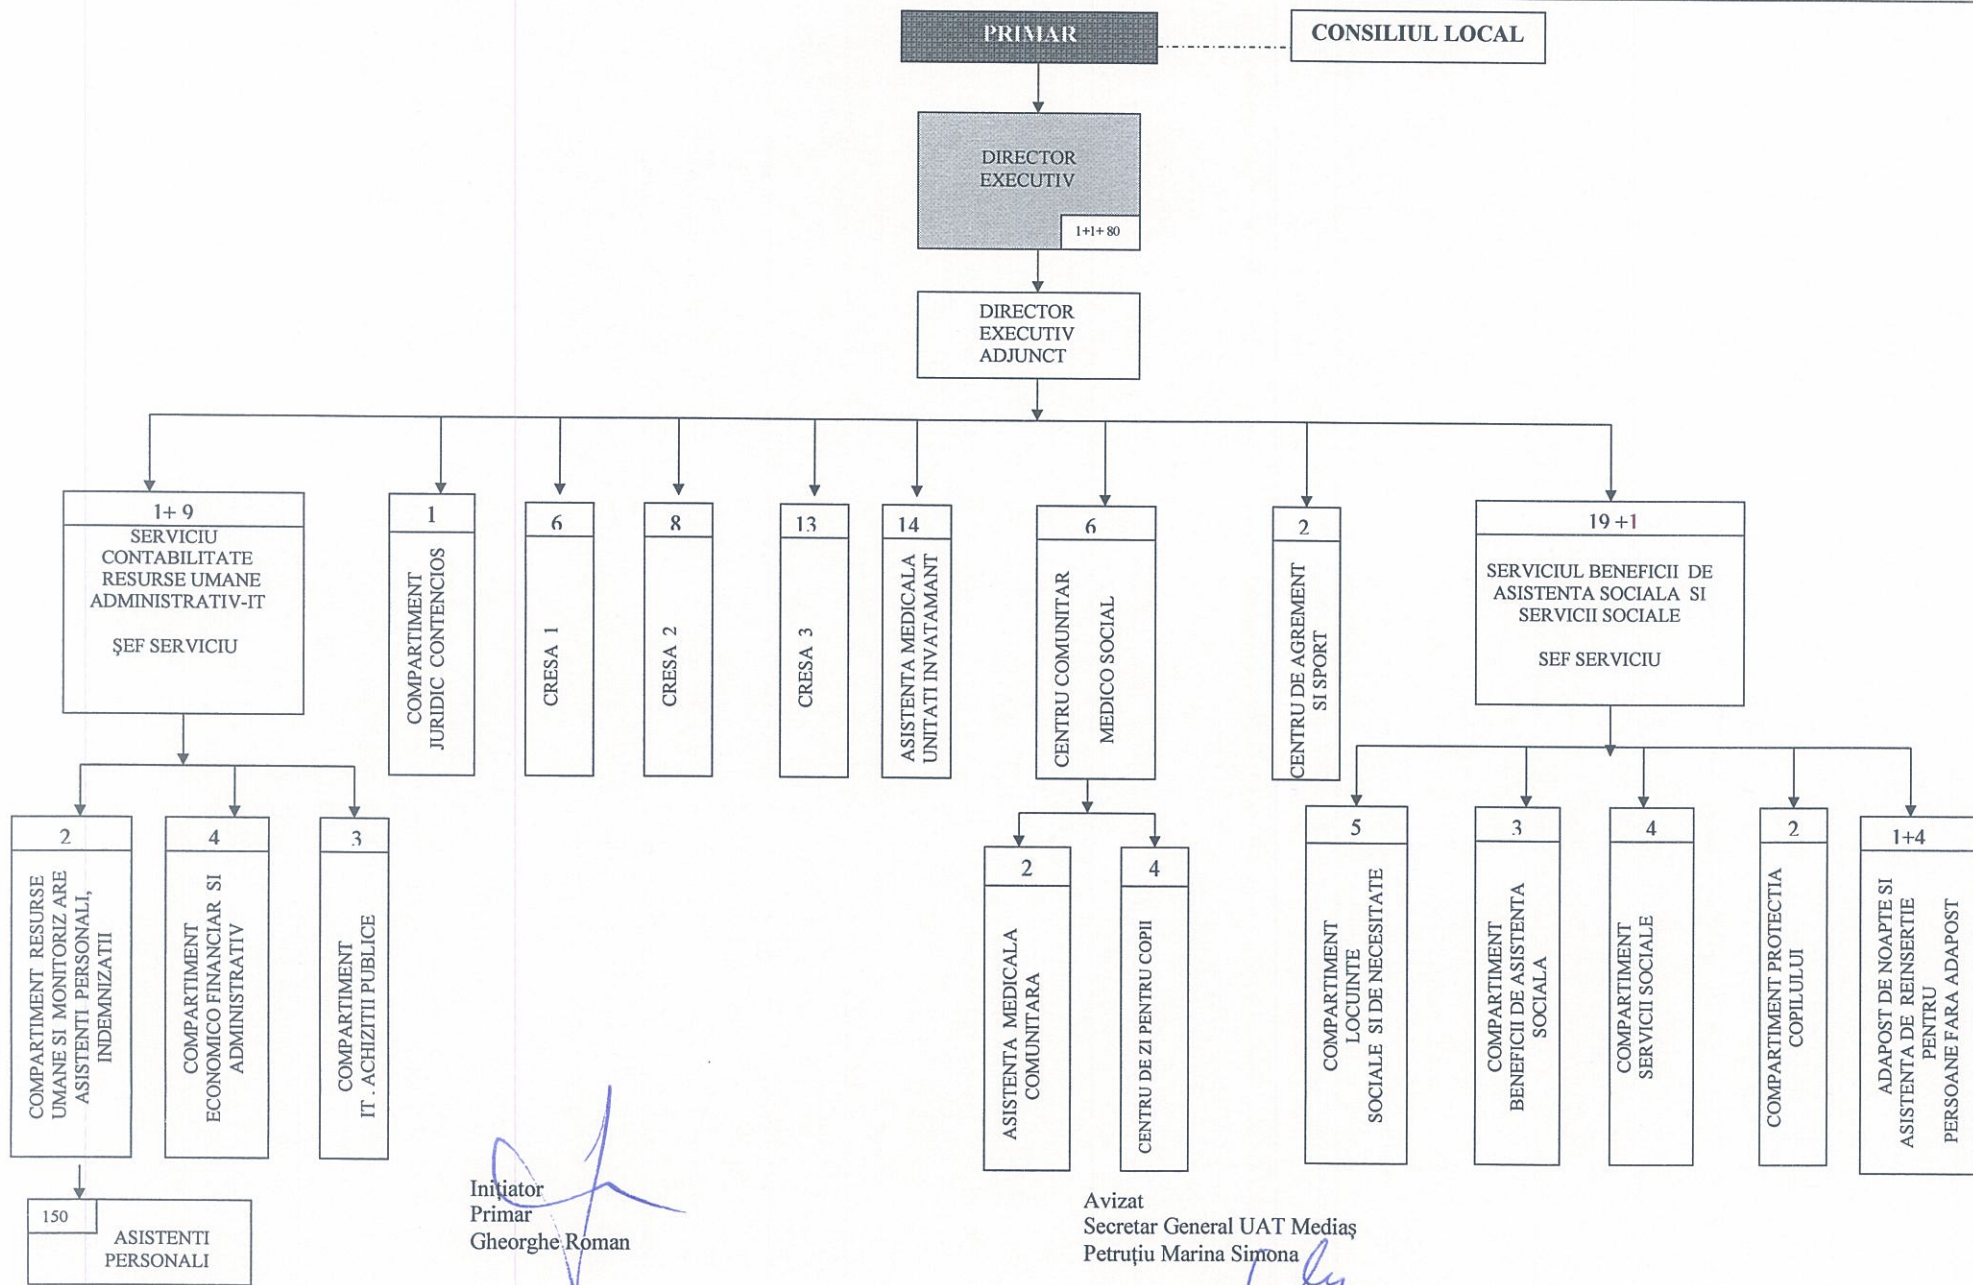 PRIMAR
CONSILIUL LOCAL
DIRECTOR
EXECUTIV
1+1+ 80
DIRECTOR
EXECUTIV
ADJUNCT
1+ 9
SERVICIU
CONTABILITATE
RESURSE UMANE
ADMINISTRATIV-IT
ŞEF SERVICIU
1
COMPARTIMENT
JURIDIC CONTENCIOS
6
CRESA 1
8
CRESA 2
13
CRESA 3
14
ASISTENTA MEDICALA
UNITATI INVATAMANT
6
CENTRU COMUNITAR
MEDICO SOCIAL
2
CENTRU DE AGREMENT
SI SPORT
19 +1
SERVICIUL BENEFICII DE
ASISTENTA SOCIALA SI
SERVICII SOCIALE
SEF SERVICIU
2
COMPARTIMENT RESURSE
UMANE SI MONITORIZ ARE
ASISTENTI PERSONALI,
INDEMNIZATII
4
COMPARTIMENT
ECONOMICO FINANCIAR SI
ADMINISTRATIV
3
COMPARTIMENT
IT . ACHIZITII PUBLICE
2
ASISTENTA MEDICALA
COMUNITARA
4
CENTRU DE ZI PENTRU COPII
5
COMPARTIMENT
LOCUINTE
SOCIALE SI DE NECESITATE
3
COMPARTIMENT
BENEFICII DE ASISTENTA
SOCIALA
4
COMPARTIMENT
SERVICII SOCIALE
2
COMPARTIMENT PROTECTIA
COPILULUI
1+4
ADAPOST DE NOAPTE SI
ASISTENTA DE REINSERTIE
PENTRU
PERSOANE FARA ADAPOST
150
ASISTENTI
PERSONALI
Iniţiator
Primar
Gheorghe Roman
Avizat
Secretar General UAT Mediaş
Petruţiu Marina Simona